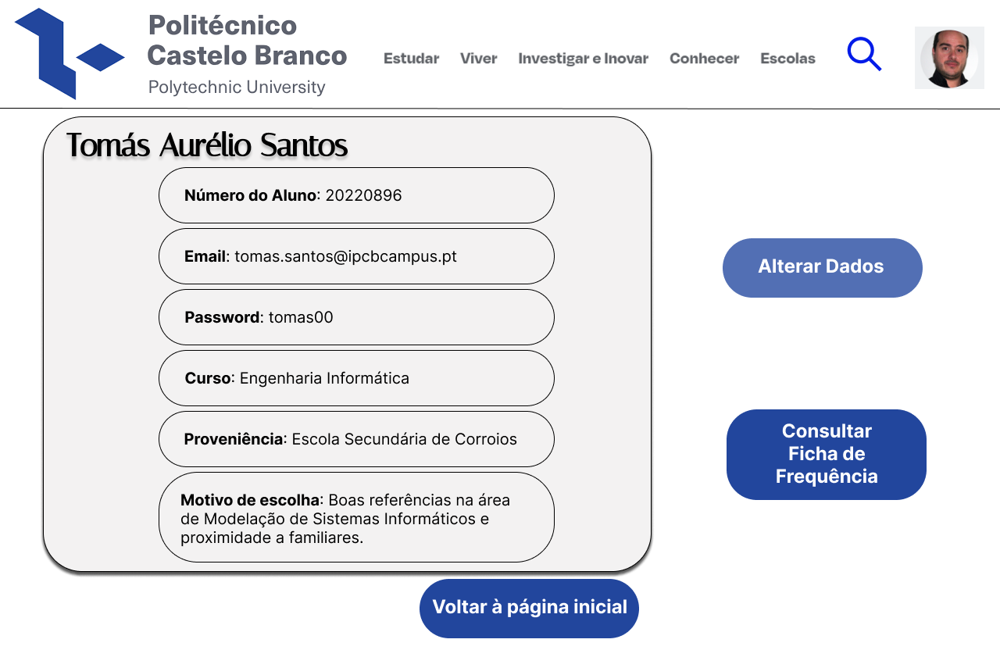 Politécnico
Castelo Branco
Polytechnic University
Estudar Viver Investigar e Inovar Conhecer Escolas
Tomás Aurélio Santos
Número do Aluno: 20220896
Email: tomas.santos@ipcbcampus.pt
Password: tomas00
Curso: Engenharia Informática
Proveniência: Escola Secundária de Corroios
Motivo de escolha: Boas referências na área
de Modelação de Sistemas Informáticos e
proximidade a familiares.
Alterar Dados
Consultar
Ficha de
Frequência
Voltar à página inicial